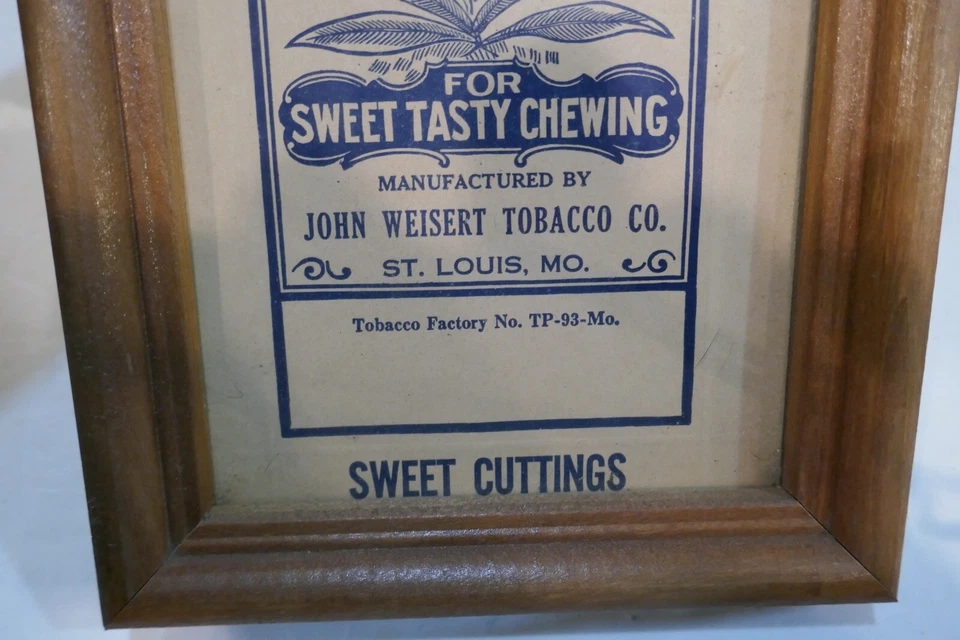 FOR
SWEET TASTY CHEWING
MANUFACTURED BY
JOHN WEISERT TOBACCO CO.
ST. LOUIS, MO.
Tobacco Factory No. TP-93-Mo.
SWEET CUTTINGS